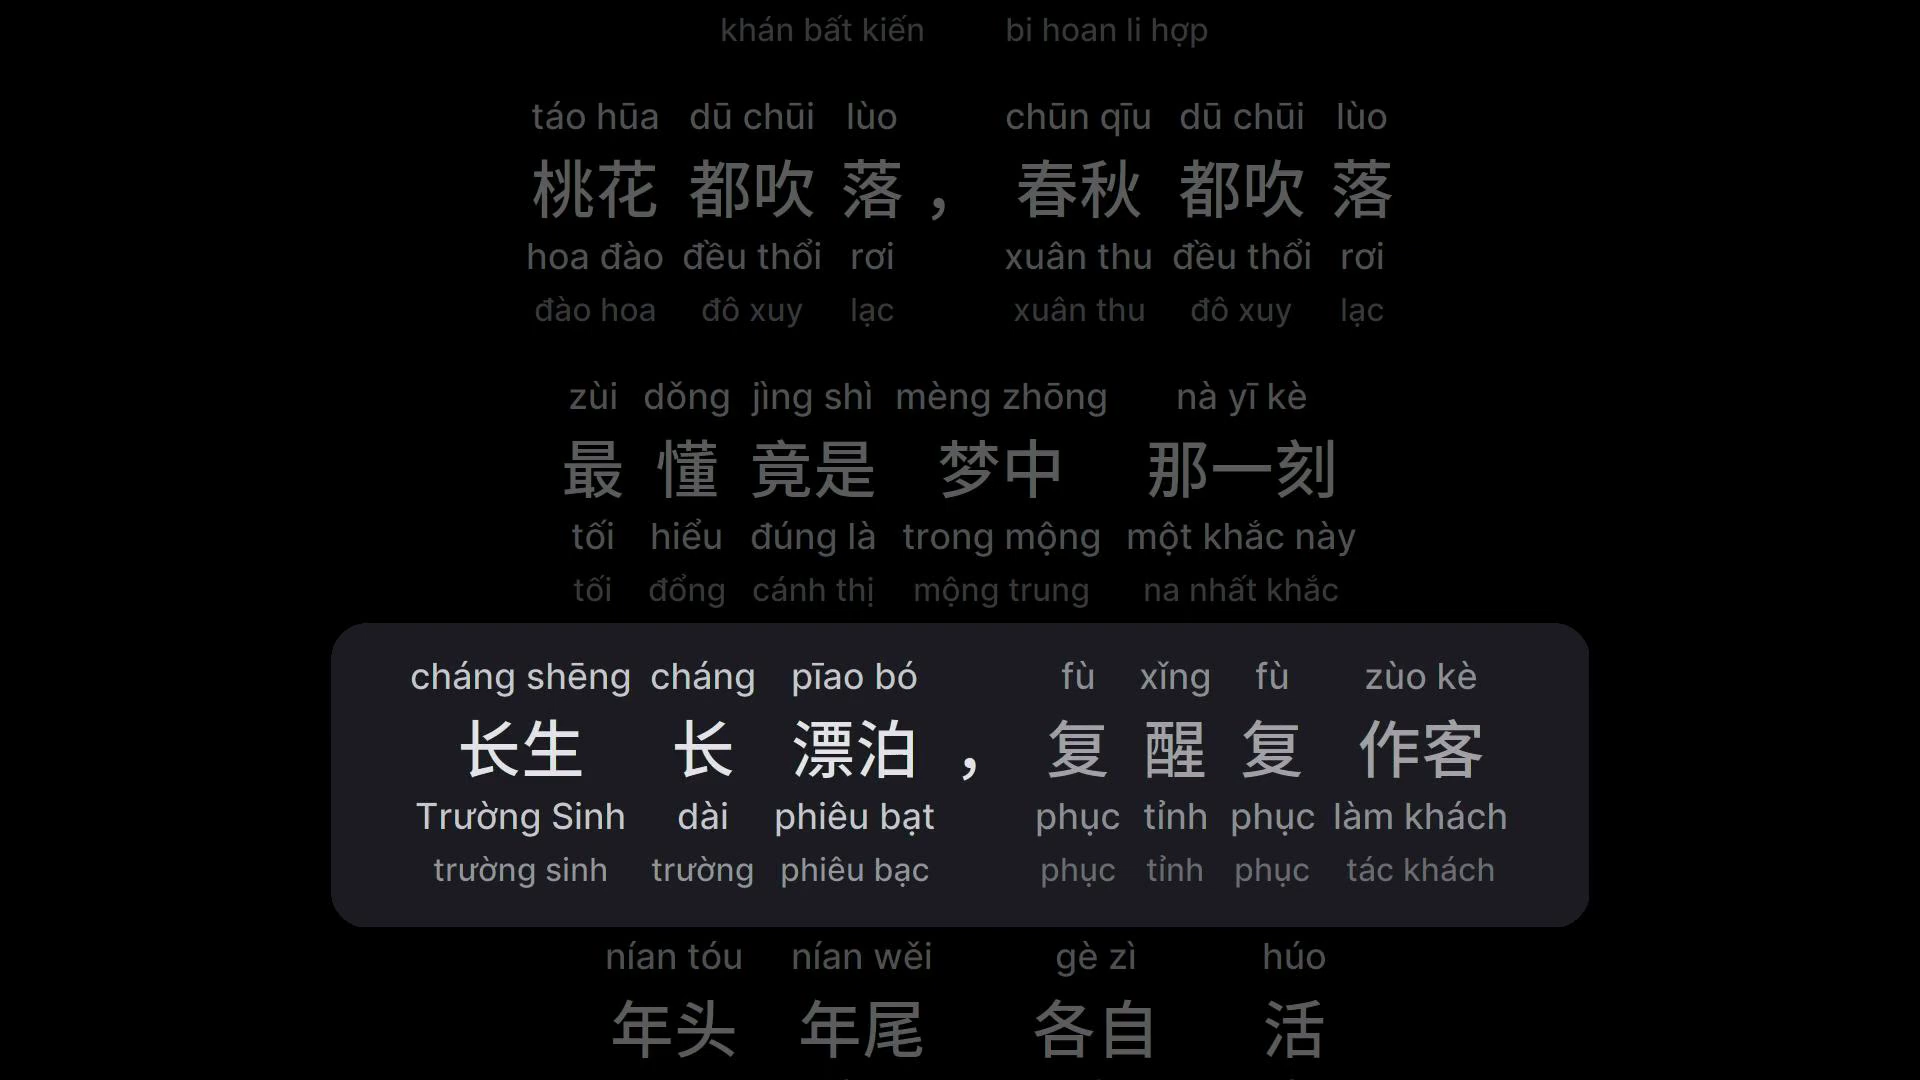 khán bất kiến bi hoan li hợp
táo hūa dū chūi lùo chūn qīu dū chūi lùo
桃花 都吹 落 ， 春秋 都吹 落
hoa đào đều thổi rơi xuân thu đều thổi rơi
đào hoa đô xuy lạc xuân thu đô xuy lạc
zùi dǒng jìng shì mèng zhōng nà yī kè
最 懂 竟是 梦中 那一刻
tối hiểu đúng là trong mộng một khắc này
tối đổng cánh thị mộng trung na nhất khắc
cháng shēng cháng pīao bó fù xǐng fù zùo kè
长生 长 漂泊 ， 复 醒 复 作客
Trường Sinh dài phiêu bạt phục tỉnh phục làm khách
trường sinh trường phiêu bạc phục tỉnh phục tác khách
nían tóu nían wěi gè zì húo
年头 年尾 各自 活